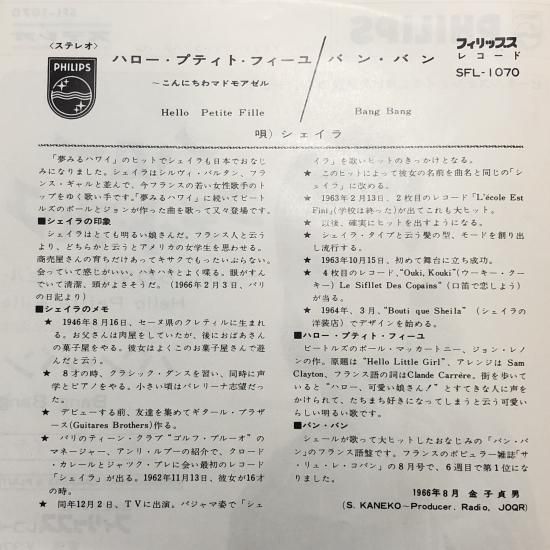 〈ステレオ〉
PHILIPS
ハロー・プティト・フィーユ/バン・バン
～こんにちわマドモアゼル
Hello Petite Fille
Bang Bang
唄）シェイラ
フィリップス
レコード
SFL-1070
「夢みるハワイ」のヒットでシェイラも日本でおなじ
みになりました。シェイラはシルヴィ・バルタン、フラ
ンス・ギャルと並んで、今フランスの若い女性歌手のト
ップをゆく歌い手です。「夢みるハワイ」に続いてビート
ルズのポールとジョンが作った曲を歌って又々登場です。
■シェイラの印象
シェイラはとても明るい娘さんだ。フランス人と云う
より、どちらかと云うとアメリカの女学生を思わせる。
商売屋さんの育ちだけあってキサクでもったいぶらない。
会っていて感じがいい。ハキハキとよく喋る。眼がすん
でいて清潔、頭がよさそうだ。（1966年2月3日、パリ
の日記より）
■シェイラのメモ
★ 1946年8月16日、セーヌ県のクレティルに生まれ
る。お父さんは肉屋をしていたが、後におばあさん
の菓子屋をやる。彼女はよくこのお菓子屋さんで遊
んだと云う。
★ 8才の時、クラシック・ダンスを習い、同時に声
学とピアノをやる。小さい頃はバレリーナ志望だっ
た。
★ デビューする前、友達を集めてギタール・ブラザ
ース(Guitares Brothers)作る。
★ パリのティーン・クラブ“ゴルフ・ブルーオ”の
マネージャー、アンリ・ルプーの紹介で、クロード
・カレールとジャック・プレに会い最初のレコード
「シェイラ」が出る。1962年11月13日、彼女が16才
の時。
★ 同年12月2日、TVに出演。パジャマ姿で「シェ
イラ」を歌いヒットのきっかけとなる。
★ このヒットによって彼女の名前を曲名と同じの「シ
ェイラ」に改める。
★ 1963年2月13日、2枚目のレコード「L'école Est
Fini」(学校は終った)が出てこれも大ヒット。
★ 以後、確実にヒットを出すようになる。
★ シェイラ・タイプと云う髪の型、モードを創り出
し流行する。
★ 1963年10月15日、初めて舞台に立ち成功。
★ 4枚目のレコード、“Ouki, Kouki”(ウーキー・クー
キー) Le Sifflet Des Copains”(口笛で恋しよう)
が当る。
★ 1964年、3月、“Bouti que Sheila” (シェイラの
洋装店）でデザインを始める。
■ハロー・プティト・フィーユ
ビートルズのポール・マッカートニー、ジョン・レノ
ンの作。原題は“Hello Little Girl”、アレンジは Sam
Clayton、フランス語の詞はClaude Carrére。街を歩いて
いると“ハロー、可愛い娘さん！”とすてきな人に声を
かけられて、たちまち好きになってしまうと云う可愛い
らしい明るい歌です。
■バン・バン
シェールが歌って大ヒットしたおなじみの「バン・バ
ン」のフランス語盤です。フランスのポピュラー雑誌「サ
・リュ・レ・コパン」の8月号で、6週目で第1位にな
りました。
1966年8月 金子貞男
(S. KANEKO～Producer. Radio, JOQR)